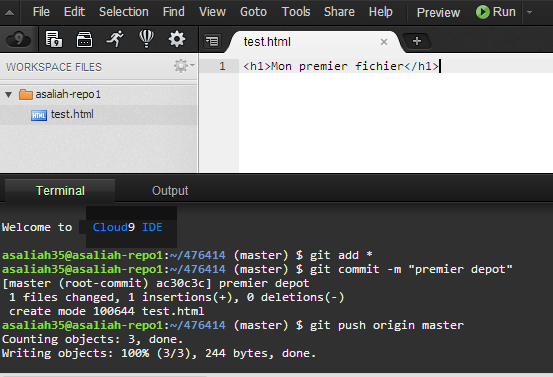 File Edit Selection Find View Goto Tools Share Help Preview Run
test.html
WORKSPACE FILES
1 <h1>Mon premier fichier</h1>
asaliah-repo1
HTML test.html
Terminal Output
Welcome to Cloud9 IDE
asaliah35@asaliah-repo1:~/476414 (master) $ git add *
asaliah35@asaliah-repo1:~/476414 (master) $ git commit -m "premier depot"
[master (root-commit) ac30c3c] premier depot
1 files changed, 1 insertions(+), 0 deletions(-)
create mode 100644 test.html
asaliah35@asaliah-repo1:~/476414 (master) $ git push origin master
Counting objects: 3, done.
Writing objects: 100% (3/3), 244 bytes, done.